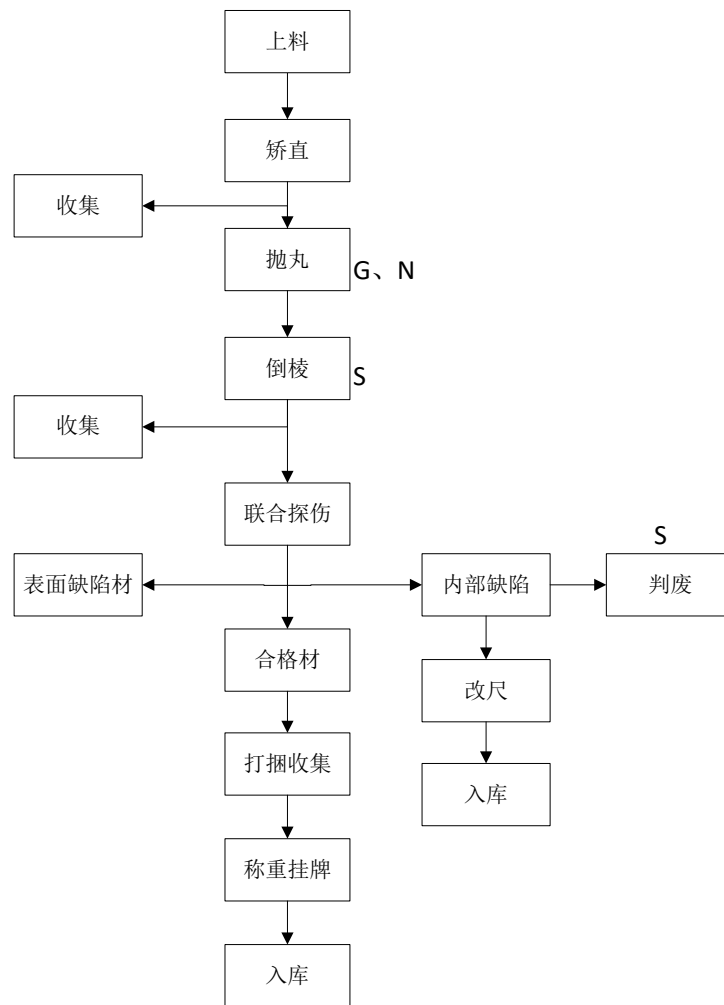 上料
矫直
收集
抛丸
G、N
倒棱
S
收集
联合探伤
S
表面缺陷材
内部缺陷
判废
合格材
改尺
打捆收集
入库
称重挂牌
入库